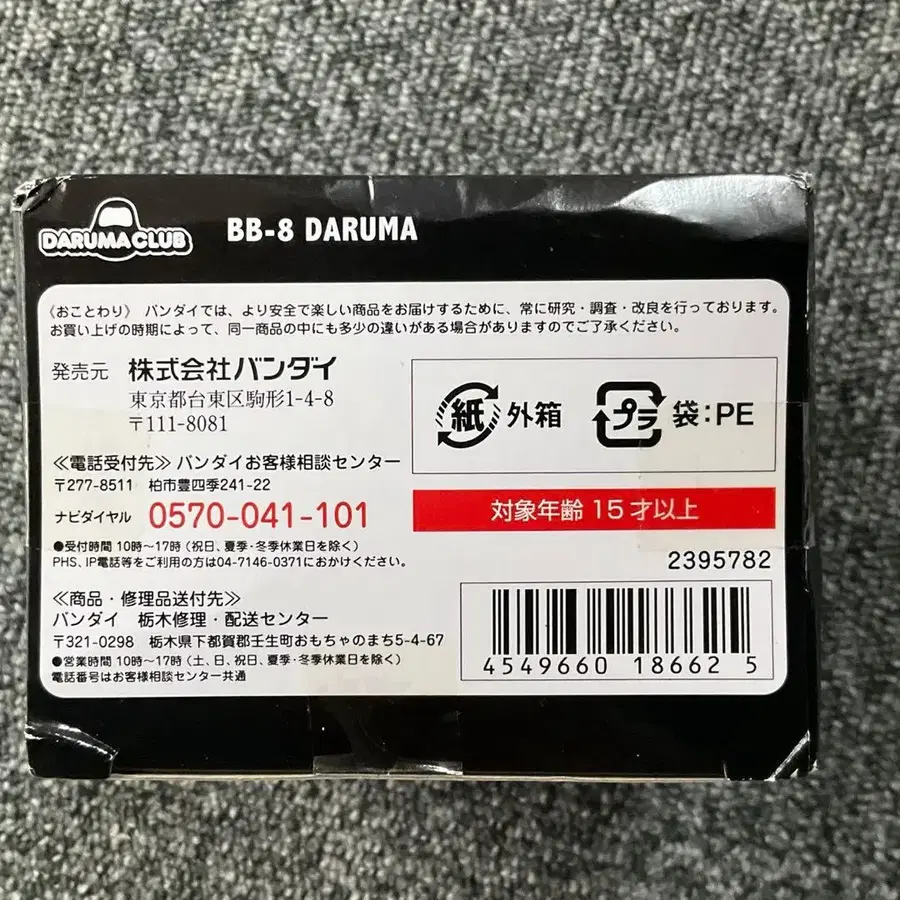 DARUMA CLUB
BB-8 DARUMA
《おことわり》 バンダイでは、より安全で楽しい商品をお届けするために、常に研究・調査・改良を行っております。
お買い上げの時期によって、同一商品の中にも多少の違いがある場合がありますのでご了承ください。
発売元 株式会社バンダイ
東京都台東区駒形1-4-8
〒111-8081
≪電話受付先≫ バンダイお客様相談センター
〒277-8511 柏市豊四季241-22
ナビダイヤル 0570-041-101
●受付時間 10時～17時 (祝日、夏季・冬季休業日を除く)
PHS、IP電話等をご利用の方は04-7146-0371におかけください。
≪商品・修理品送付先≫
バンダイ 栃木修理・配送センター
〒321-0298 栃木県下都賀郡壬生町おもちゃのまち5-4-67
●営業時間 10時～17時 (土、日、祝日、夏季・冬季休業日を除く)
電話番号はお客様相談センター共通
紙 外箱
プラ 袋:PE
対象年齢 15才以上
2395782
4549660 18662 5